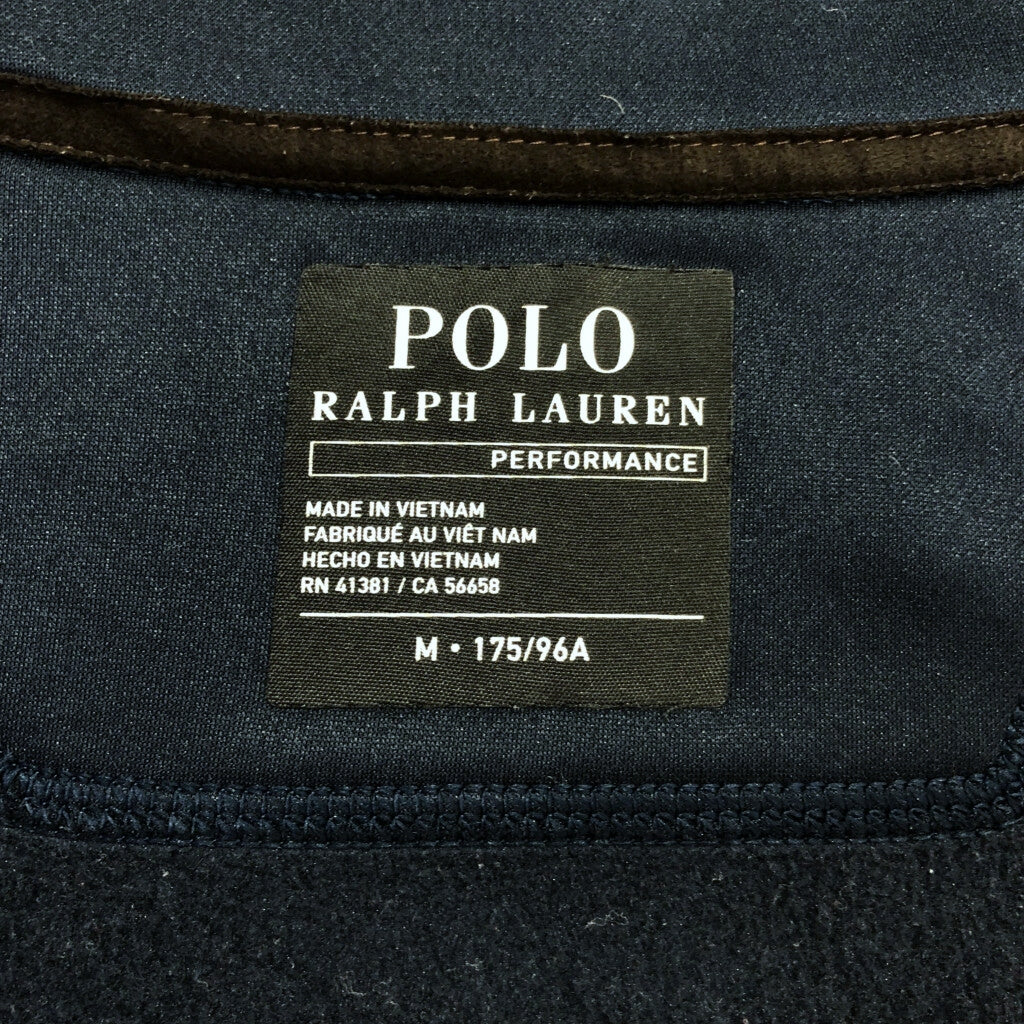 POLO
RALPH LAUREN
PERFORMANCE
MADE IN VIETNAM
FABRIQUÉ AU VIÊT NAM
HECHO EN VIETNAM
RN 41381 / CA 56658
M • 175/96A